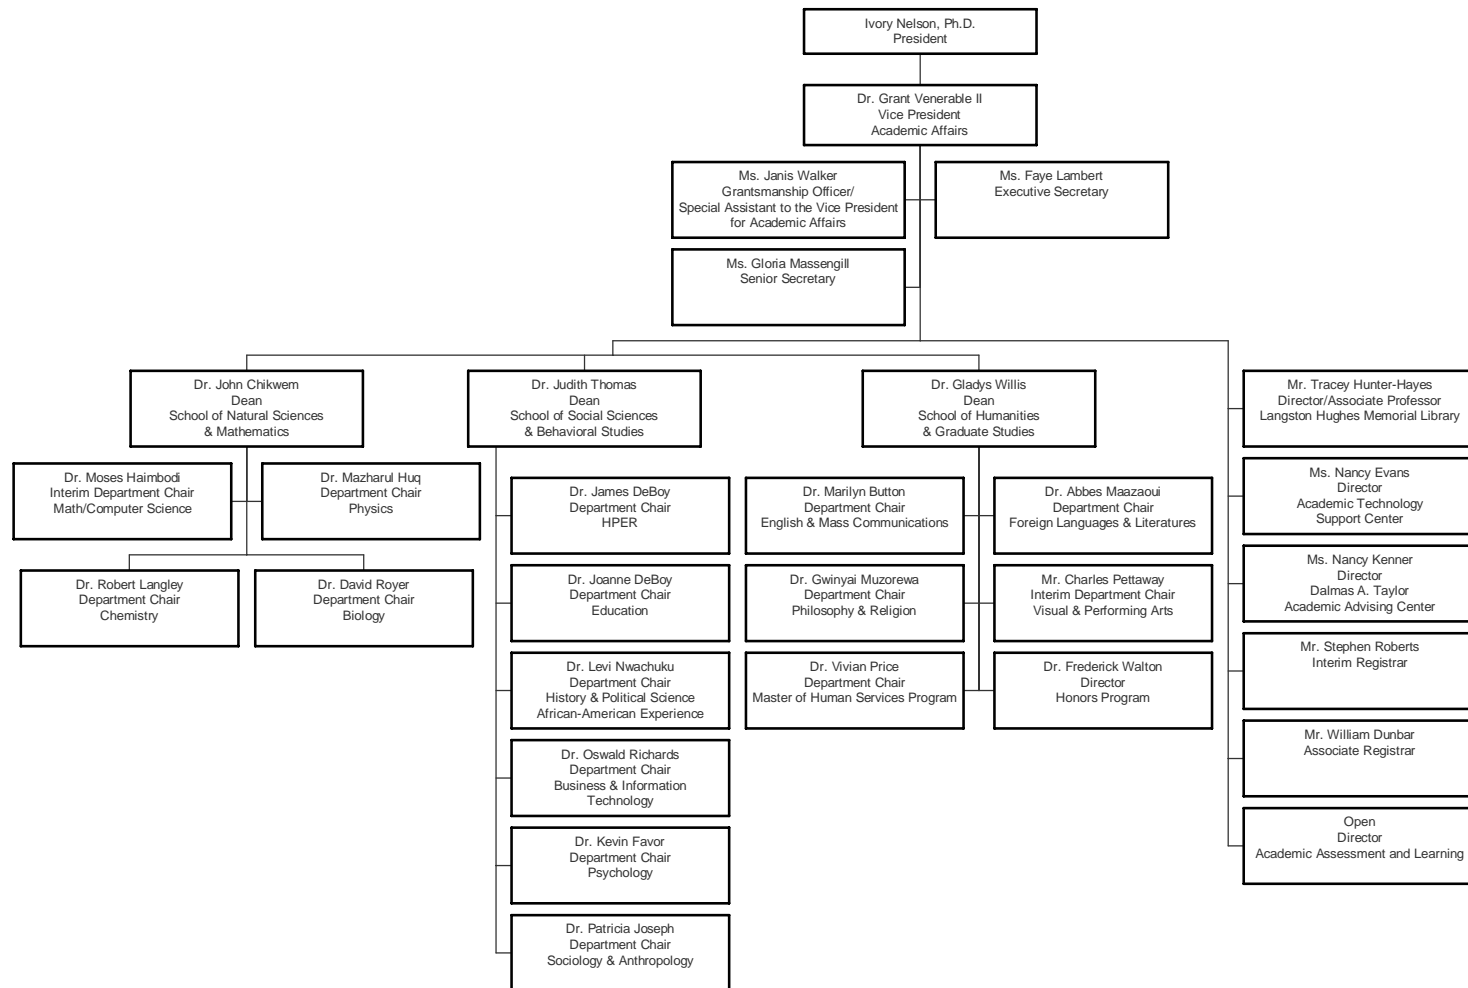 Ivory Nelson, Ph.D.
President
Dr. Grant Venerable II
Vice President
Academic Affairs
Ms. Janis Walker
Grantsmanship Officer/
Special Assistant to the Vice President
for Academic Affairs
Ms. Faye Lambert
Executive Secretary
Ms. Gloria Massengill
Senior Secretary
Dr. John Chikwem
Dean
School of Natural Sciences
& Mathematics
Dr. Moses Haimbodi
Interim Department Chair
Math/Computer Science
Dr. Mazharul Huq
Department Chair
Physics
Dr. Robert Langley
Department Chair
Chemistry
Dr. David Royer
Department Chair
Biology
Dr. Judith Thomas
Dean
School of Social Sciences
& Behavioral Studies
Dr. James DeBoy
Department Chair
HPER
Dr. Joanne DeBoy
Department Chair
Education
Dr. Levi Nwachuku
Department Chair
History & Political Science
African-American Experience
Dr. Oswald Richards
Department Chair
Business & Information
Technology
Dr. Kevin Favor
Department Chair
Psychology
Dr. Patricia Joseph
Department Chair
Sociology & Anthropology
Dr. Gladys Willis
Dean
School of Humanities
& Graduate Studies
Dr. Marilyn Button
Department Chair
English & Mass Communications
Dr. Abbes Maazaoui
Department Chair
Foreign Languages & Literatures
Dr. Gwinyai Muzorewa
Department Chair
Philosophy & Religion
Mr. Charles Pettaway
Interim Department Chair
Visual & Performing Arts
Dr. Vivian Price
Department Chair
Master of Human Services Program
Dr. Frederick Walton
Director
Honors Program
Mr. Tracey Hunter-Hayes
Director/Associate Professor
Langston Hughes Memorial Library
Ms. Nancy Evans
Director
Academic Technology
Support Center
Ms. Nancy Kenner
Director
Dalmas A. Taylor
Academic Advising Center
Mr. Stephen Roberts
Interim Registrar
Mr. William Dunbar
Associate Registrar
Open
Director
Academic Assessment and Learning